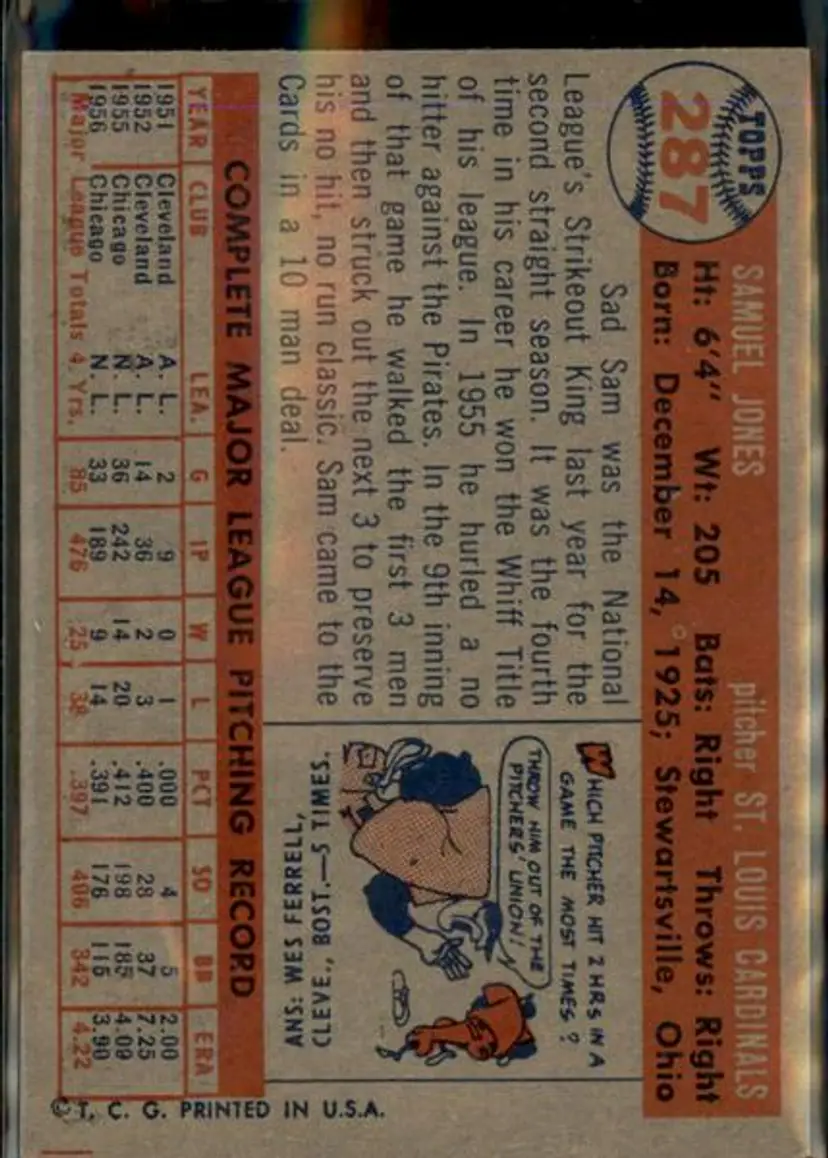 TOPPS
287
SAMUEL JONES pitcher ST. LOUIS CARDINALS
Ht: 6'4" Wt: 205 Bats: Right Throws: Right
Born: December 14, 1925; Stewartsville, Ohio
Sad Sam was the National
League's Strikeout King last year for the
second straight season. It was the fourth
time in his career he won the Whiff Title
of his league. In 1955 he hurled a no
hitter against the Pirates. In the 9th inning
of that game he walked the first 3 men
and then struck out the next 3 to preserve
his no hit, no run classic. Sam came to the
Cards in a 10 man deal.
WHICH PITCHER HIT 2 HRS IN A
GAME THE MOST TIMES?
THROW HIM OUT OF THE
PITCHERS' UNION!
ANS: WES FERRELL,
CLEVE., BOST.—5 TIMES.
COMPLETE MAJOR LEAGUE PITCHING RECORD
YEAR CLUB LEA. G IP W L PCT SO BB ERA
1951 Cleveland A. L. 2 9 0 1 .000 4 5 2.00
1952 Cleveland A. L. 14 36 2 3 .400 28 37 7.25
1955 Chicago N. L. 36 242 14 20 .412 198 185 4.09
1956 Chicago N. L. 33 189 9 14 .391 176 115 3.90
Major League Totals 4 Yrs. 85 476 25 38 .397 406 342 4.22
©T. C. G. PRINTED IN U.S.A.